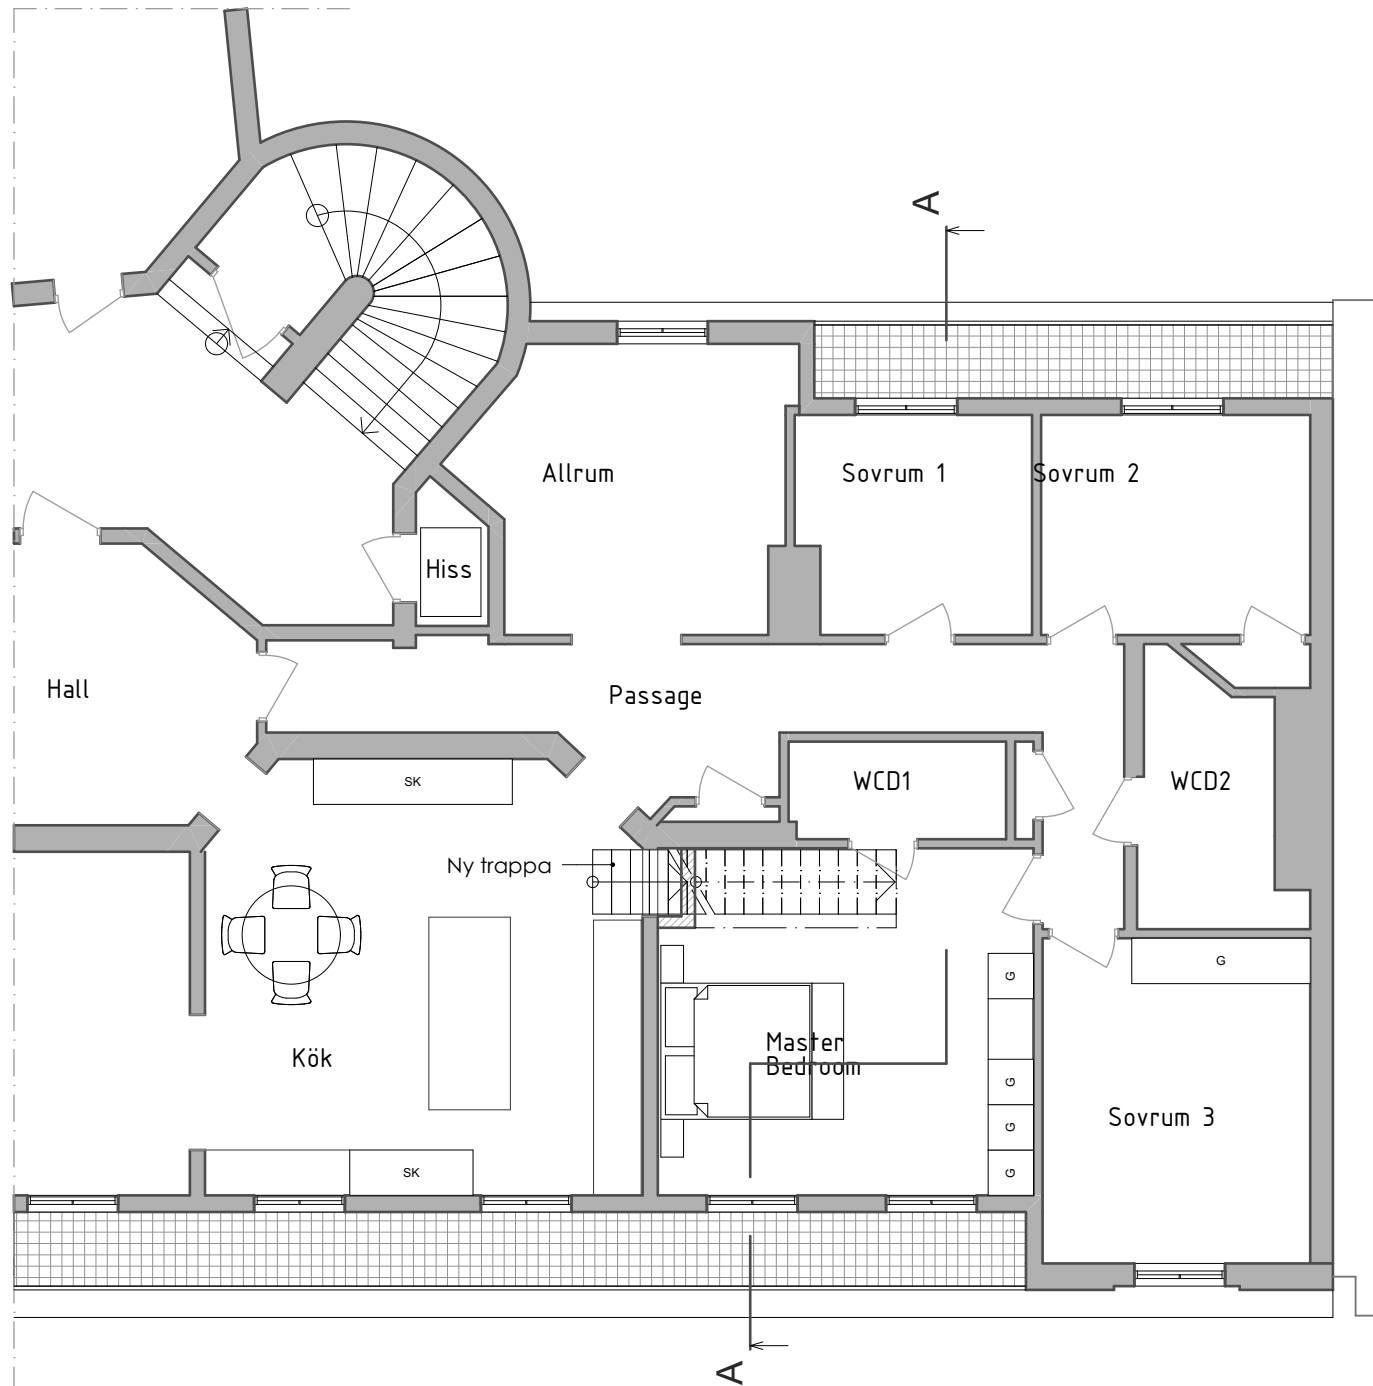 A
Allrum
Sovrum 1
Sovrum 2
Hiss
Hall
Passage
SK
WCD1
WCD2
Ny trappa
G
G
Master
Bedroom
Kök
G
Sovrum 3
G
SK
G
A